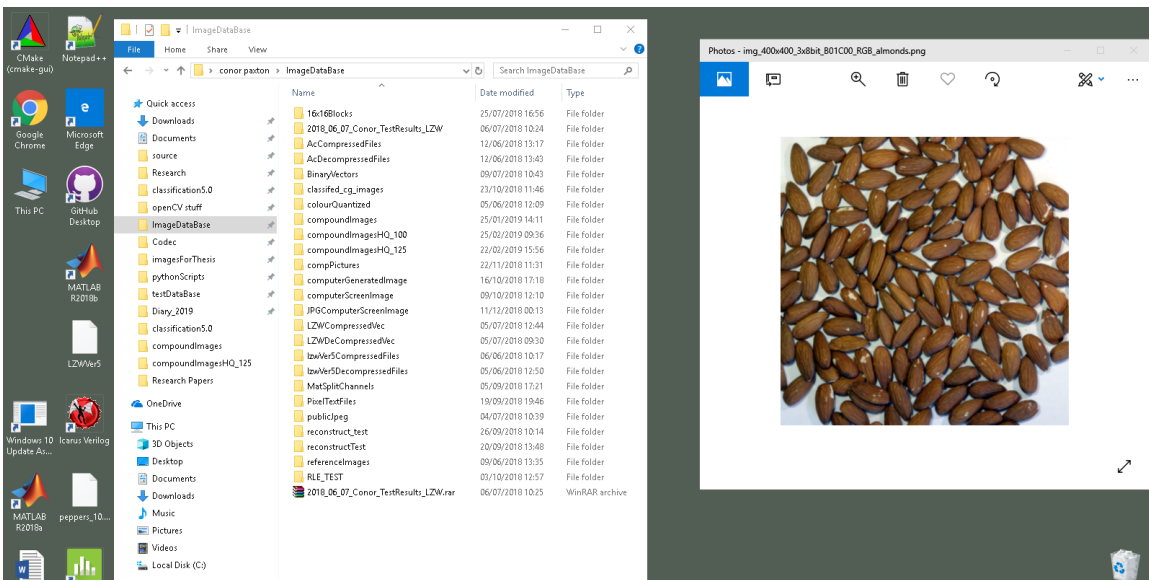 CMake
(cmake-gui)
Notepad++
Google
Chrome
Microsoft
Edge
This PC
GitHub
Desktop
MATLAB
R2018b
LZWVer5
Windows 10
Update As...
Icarus Verilog
MATLAB
R2018a
peppers_10....
ImageDataBase
File Home Share View
conor paxton > ImageDataBase
Search ImageDataBase
Quick access
Downloads
Documents
source
Research
classification5.0
openCV stuff
ImageDataBase
Codec
imagesForThesis
pythonScripts
testDataBase
Diary_2019
classification5.0
compoundImages
compoundImagesHQ_125
Research Papers
OneDrive
This PC
3D Objects
Desktop
Documents
Downloads
Music
Pictures
Videos
Local Disk (C:)
Name Date modified Type
16x16Blocks 25/07/2018 16:56 File folder
2018_06_07_Conor_TestResults_LZW 06/07/2018 10:24 File folder
AcCompressedFiles 12/06/2018 13:17 File folder
AcDecompressedFiles 12/06/2018 13:43 File folder
BinaryVectors 09/07/2018 10:43 File folder
classifed_cg_images 23/10/2018 11:46 File folder
colourQuantized 05/06/2018 12:09 File folder
compoundImages 25/01/2019 14:11 File folder
compoundImagesHQ_100 25/02/2019 09:36 File folder
compoundImagesHQ_125 22/02/2019 15:56 File folder
compPictures 22/11/2018 11:31 File folder
computerGeneratedImage 16/10/2018 17:18 File folder
computerScreenImage 09/10/2018 12:10 File folder
JPGComputerScreenImage 11/12/2018 00:13 File folder
LZWCompressedVec 05/07/2018 12:44 File folder
LZWDeCompressedVec 05/07/2018 09:30 File folder
lzwVer5CompressedFiles 06/06/2018 10:17 File folder
lzwVer5DecompressedFiles 05/06/2018 12:50 File folder
MatSplitChannels 05/09/2018 17:21 File folder
PixelTextFiles 19/09/2018 19:46 File folder
publicJpeg 04/07/2018 10:39 File folder
reconstruct_test 26/09/2018 10:14 File folder
reconstructTest 20/09/2018 13:48 File folder
referenceImages 09/06/2018 13:35 File folder
RLE_TEST 03/10/2018 12:57 File folder
2018_06_07_Conor_TestResults_LZW.rar 06/07/2018 10:25 WinRAR archive
Photos - img_400x400_3x8bit_B01C00_RGB_almonds.png